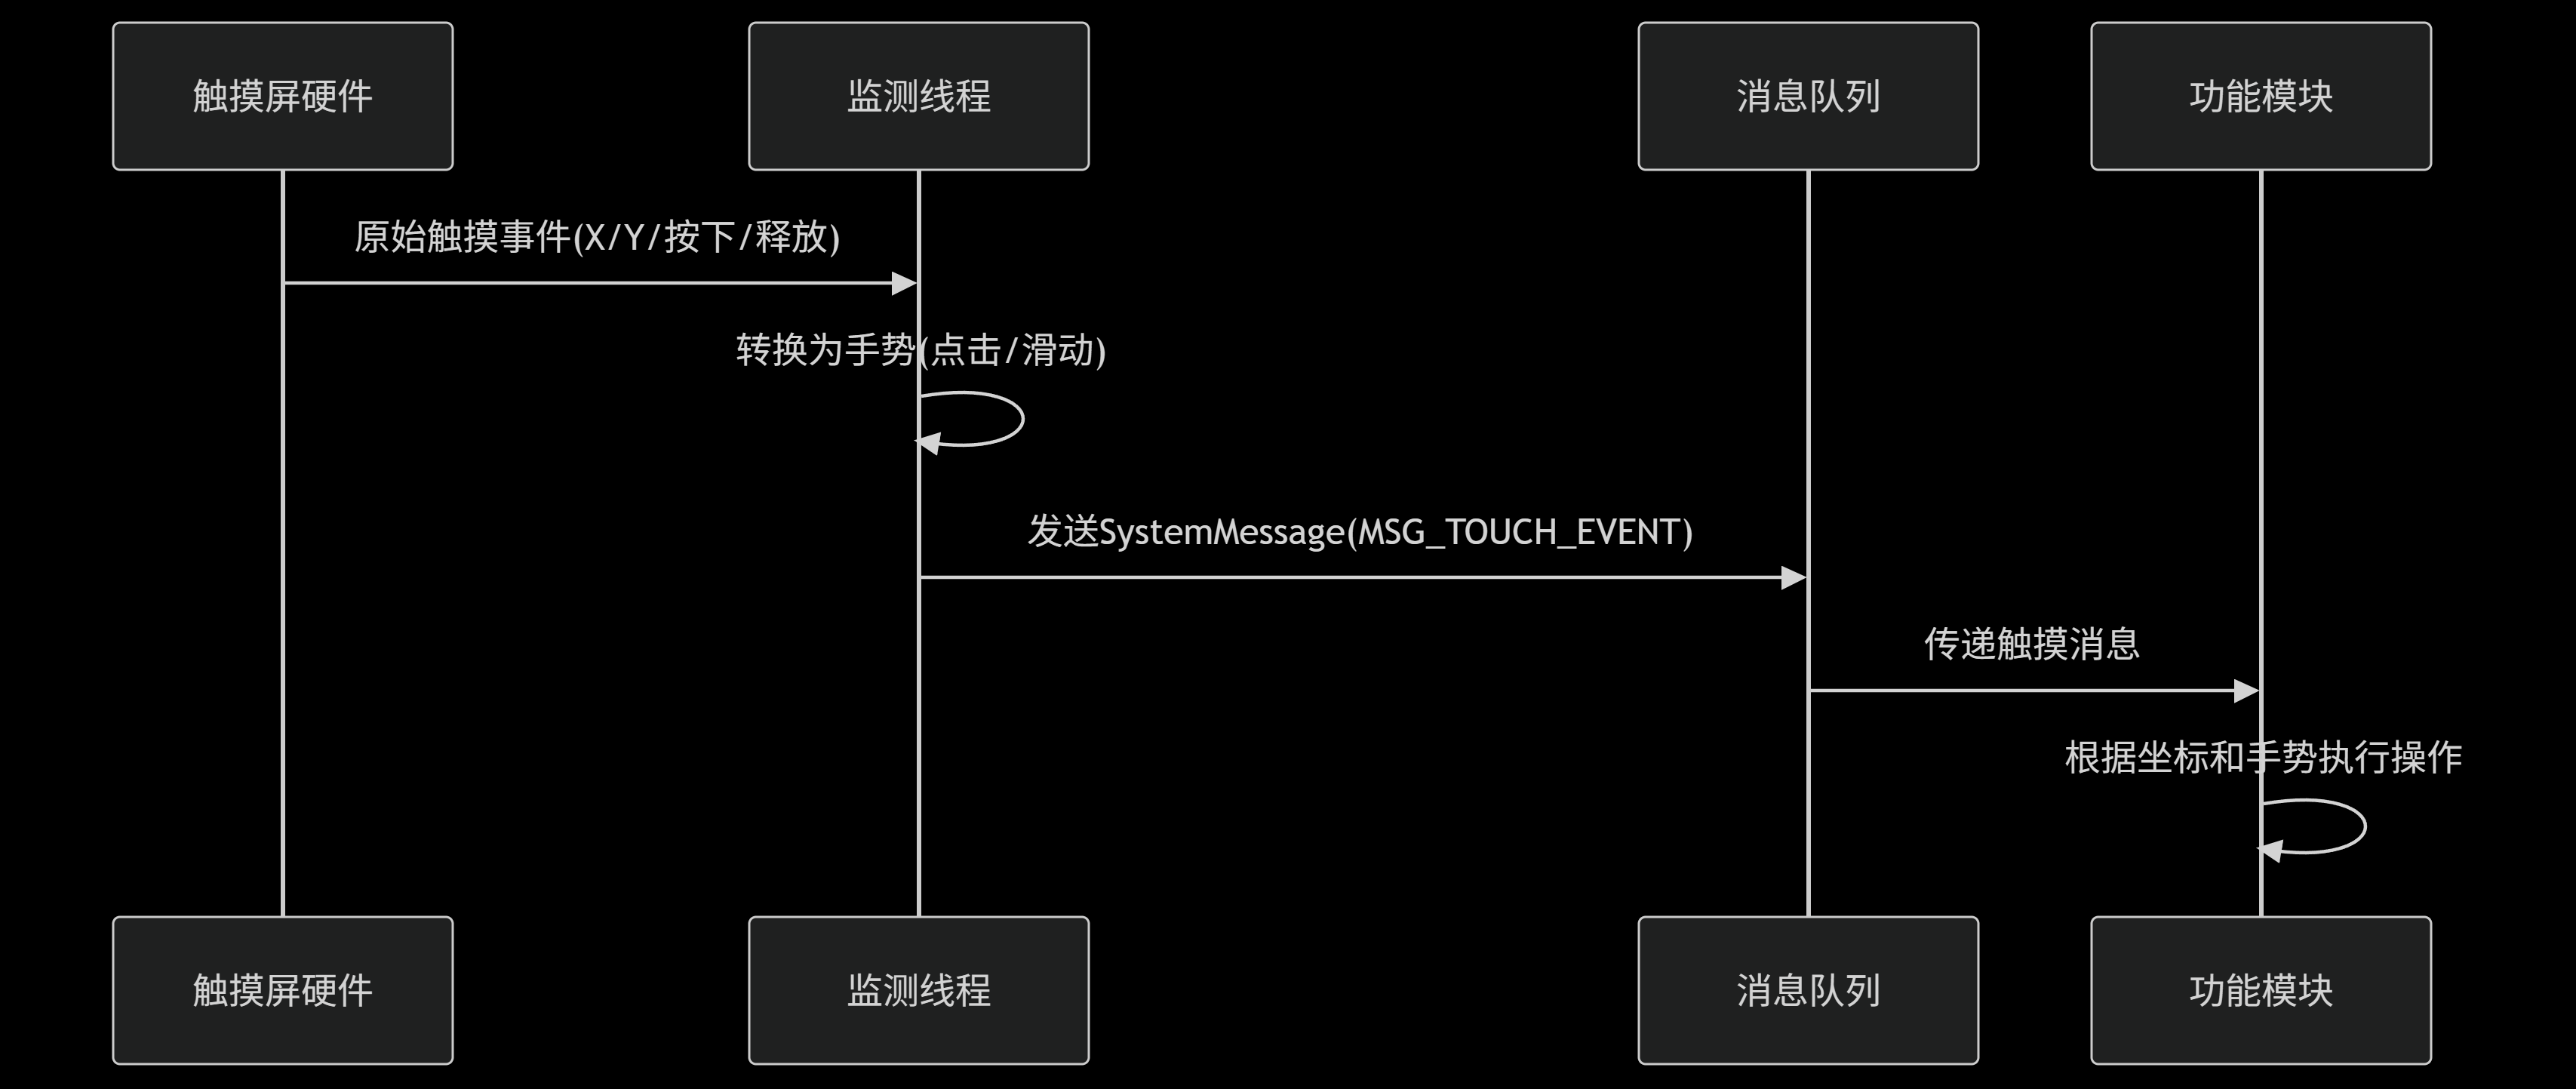 触摸屏硬件
监测线程
消息队列
功能模块
原始触摸事件(X/Y/按下/释放)
转换为手势(点击/滑动)
发送SystemMessage(MSG_TOUCH_EVENT)
传递触摸消息
根据坐标和手势执行操作
触摸屏硬件
监测线程
消息队列
功能模块